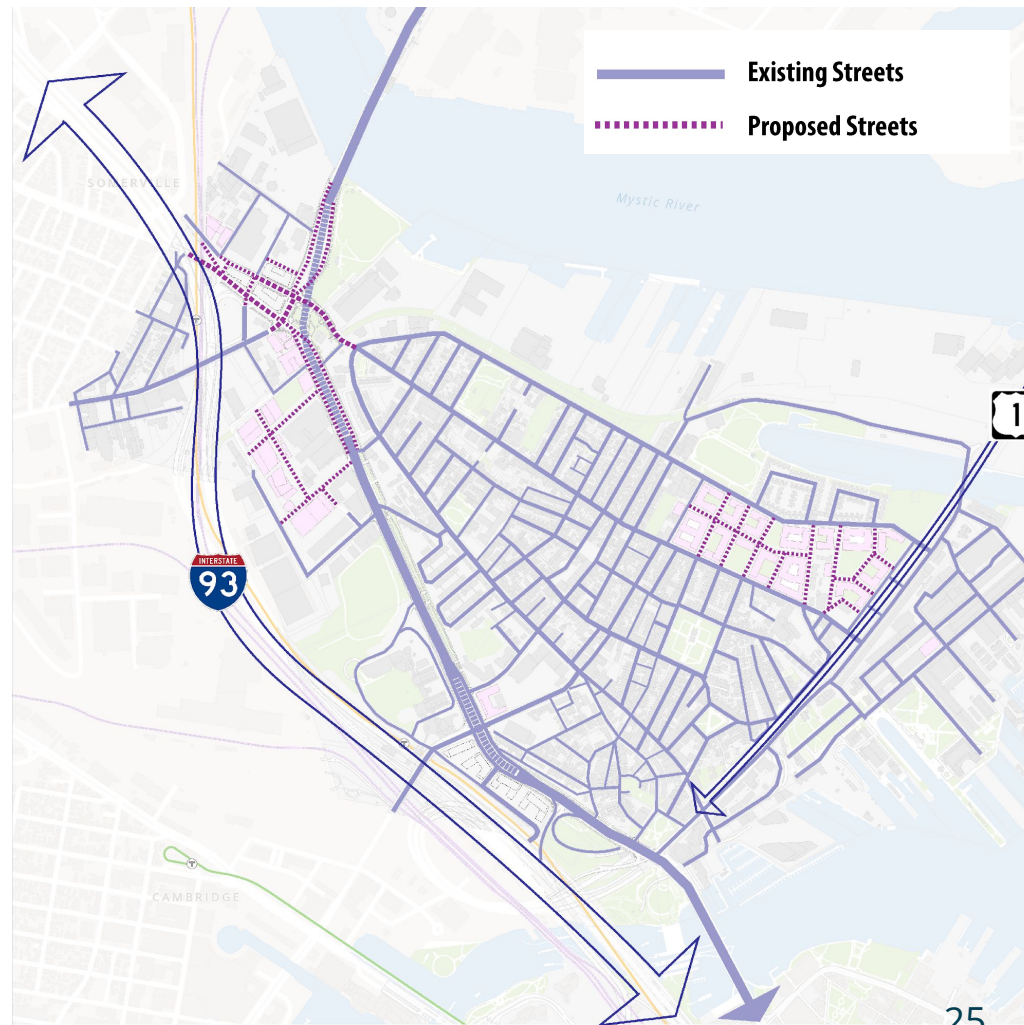 Existing Streets
Proposed Streets
SOMERVILLE
Mystic River
1
INTERSTATE
93
CAMBRIDGE
25